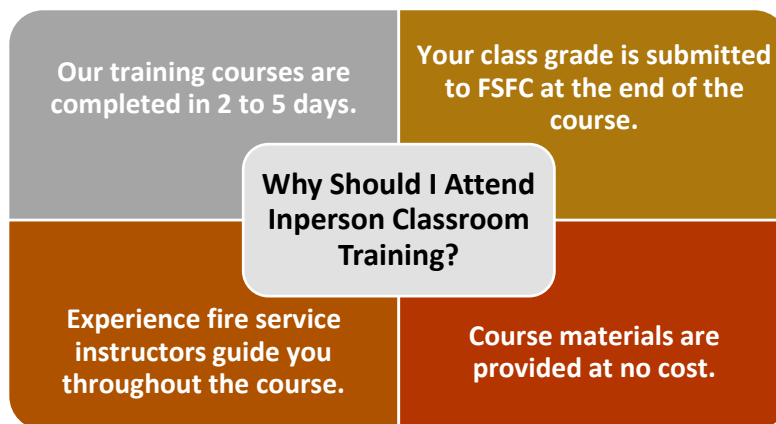 Our training courses are
completed in 2 to 5 days.
Your class grade is submitted
to FSFC at the end of the
course.
Why Should I Attend
Inperson Classroom
Training?
Experience fire service
instructors guide you
throughout the course.
Course materials are
provided at no cost.